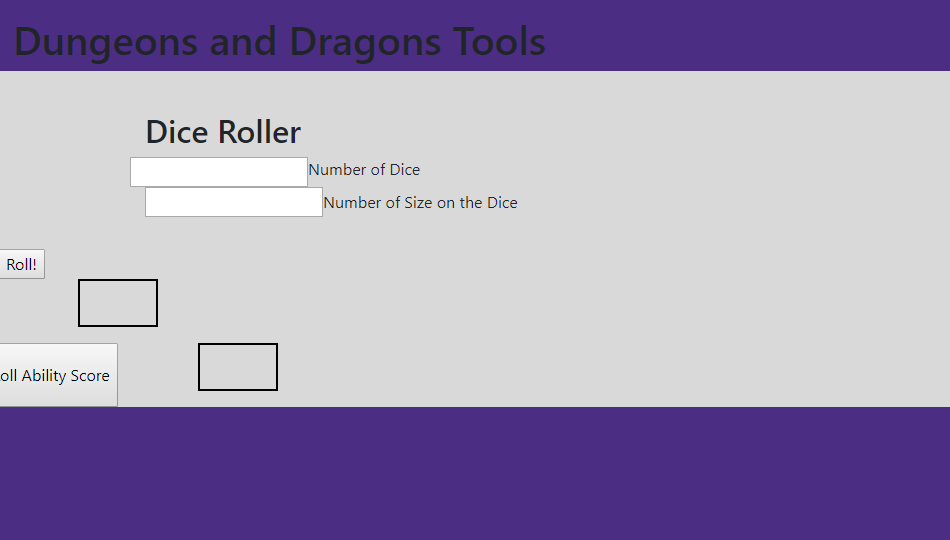 Dungeons and Dragons Tools
Dice Roller
Number of Dice
Number of Size on the Dice
Roll!
oll Ability Score